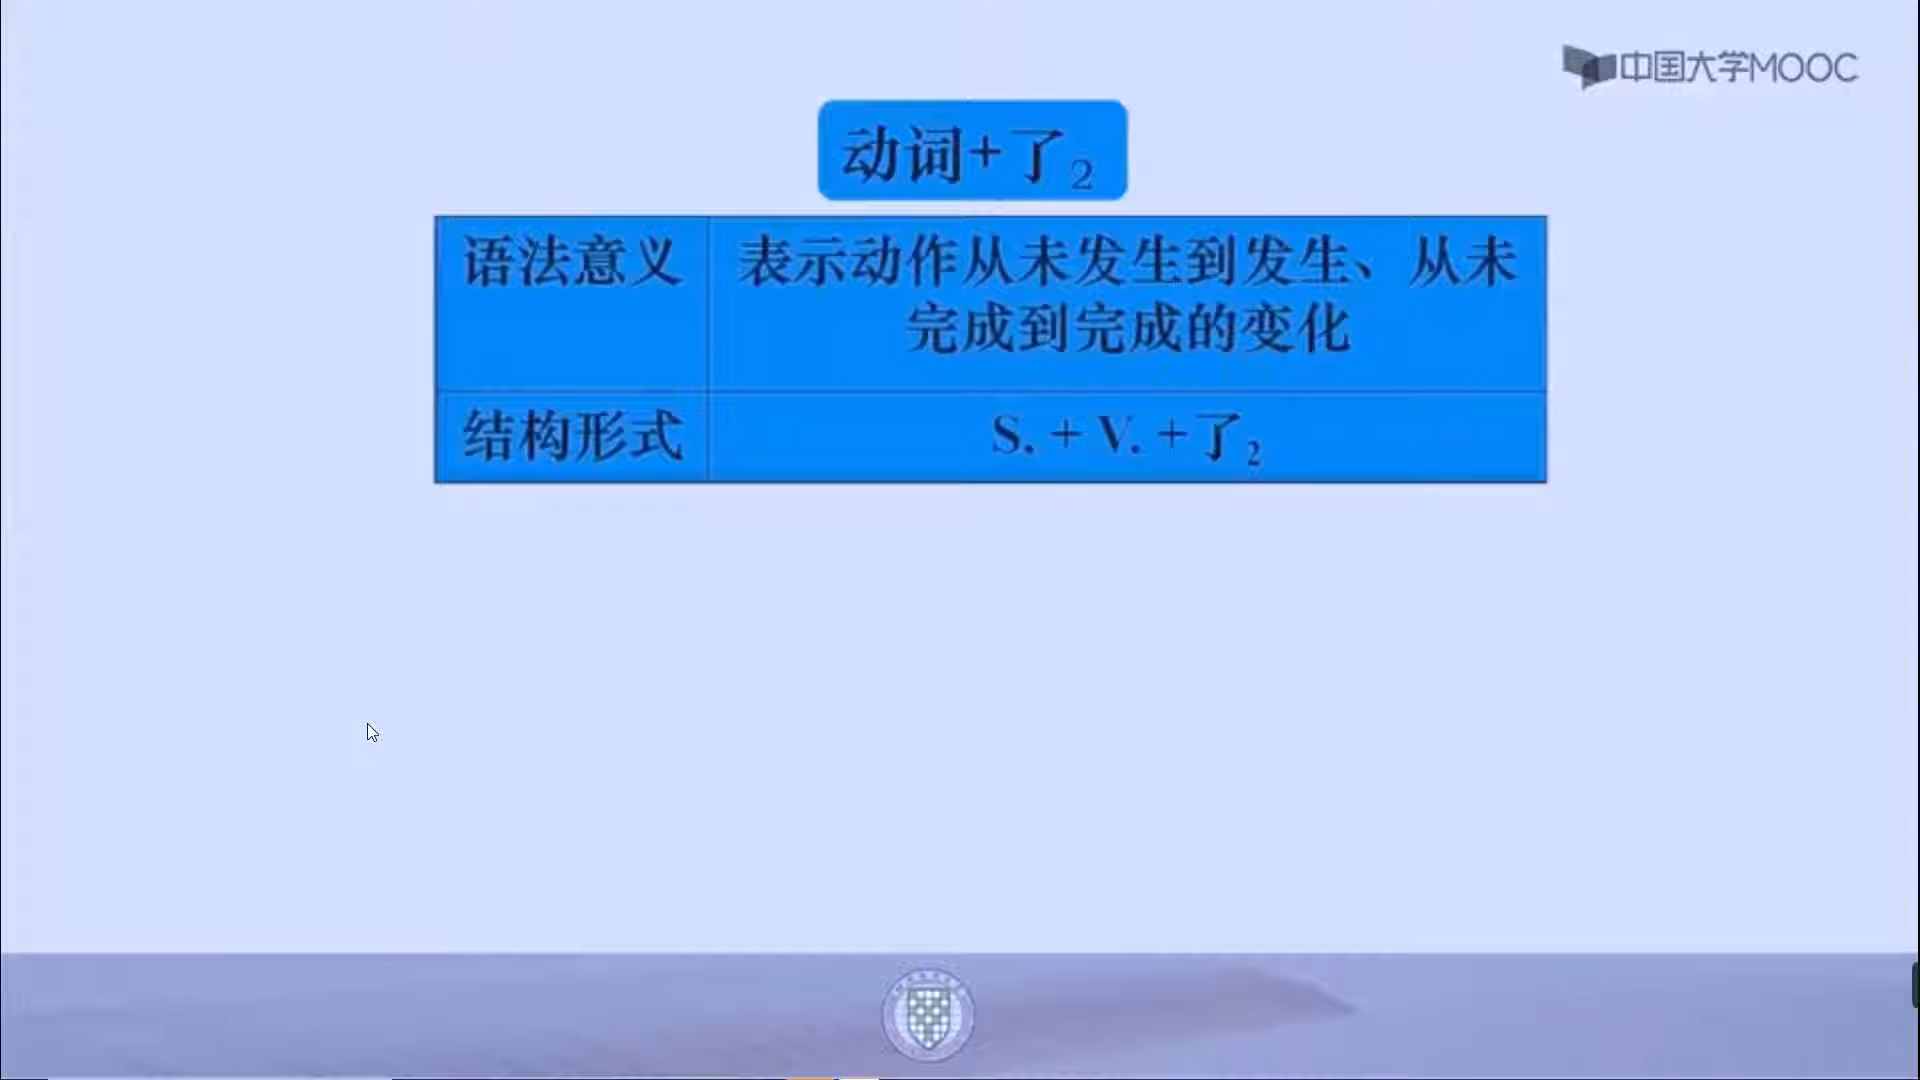 中国大学MOOC
动词+了2
语法意义
表示动作从未发生到发生、从未
完成到完成的变化
结构形式
S. + V. +了2